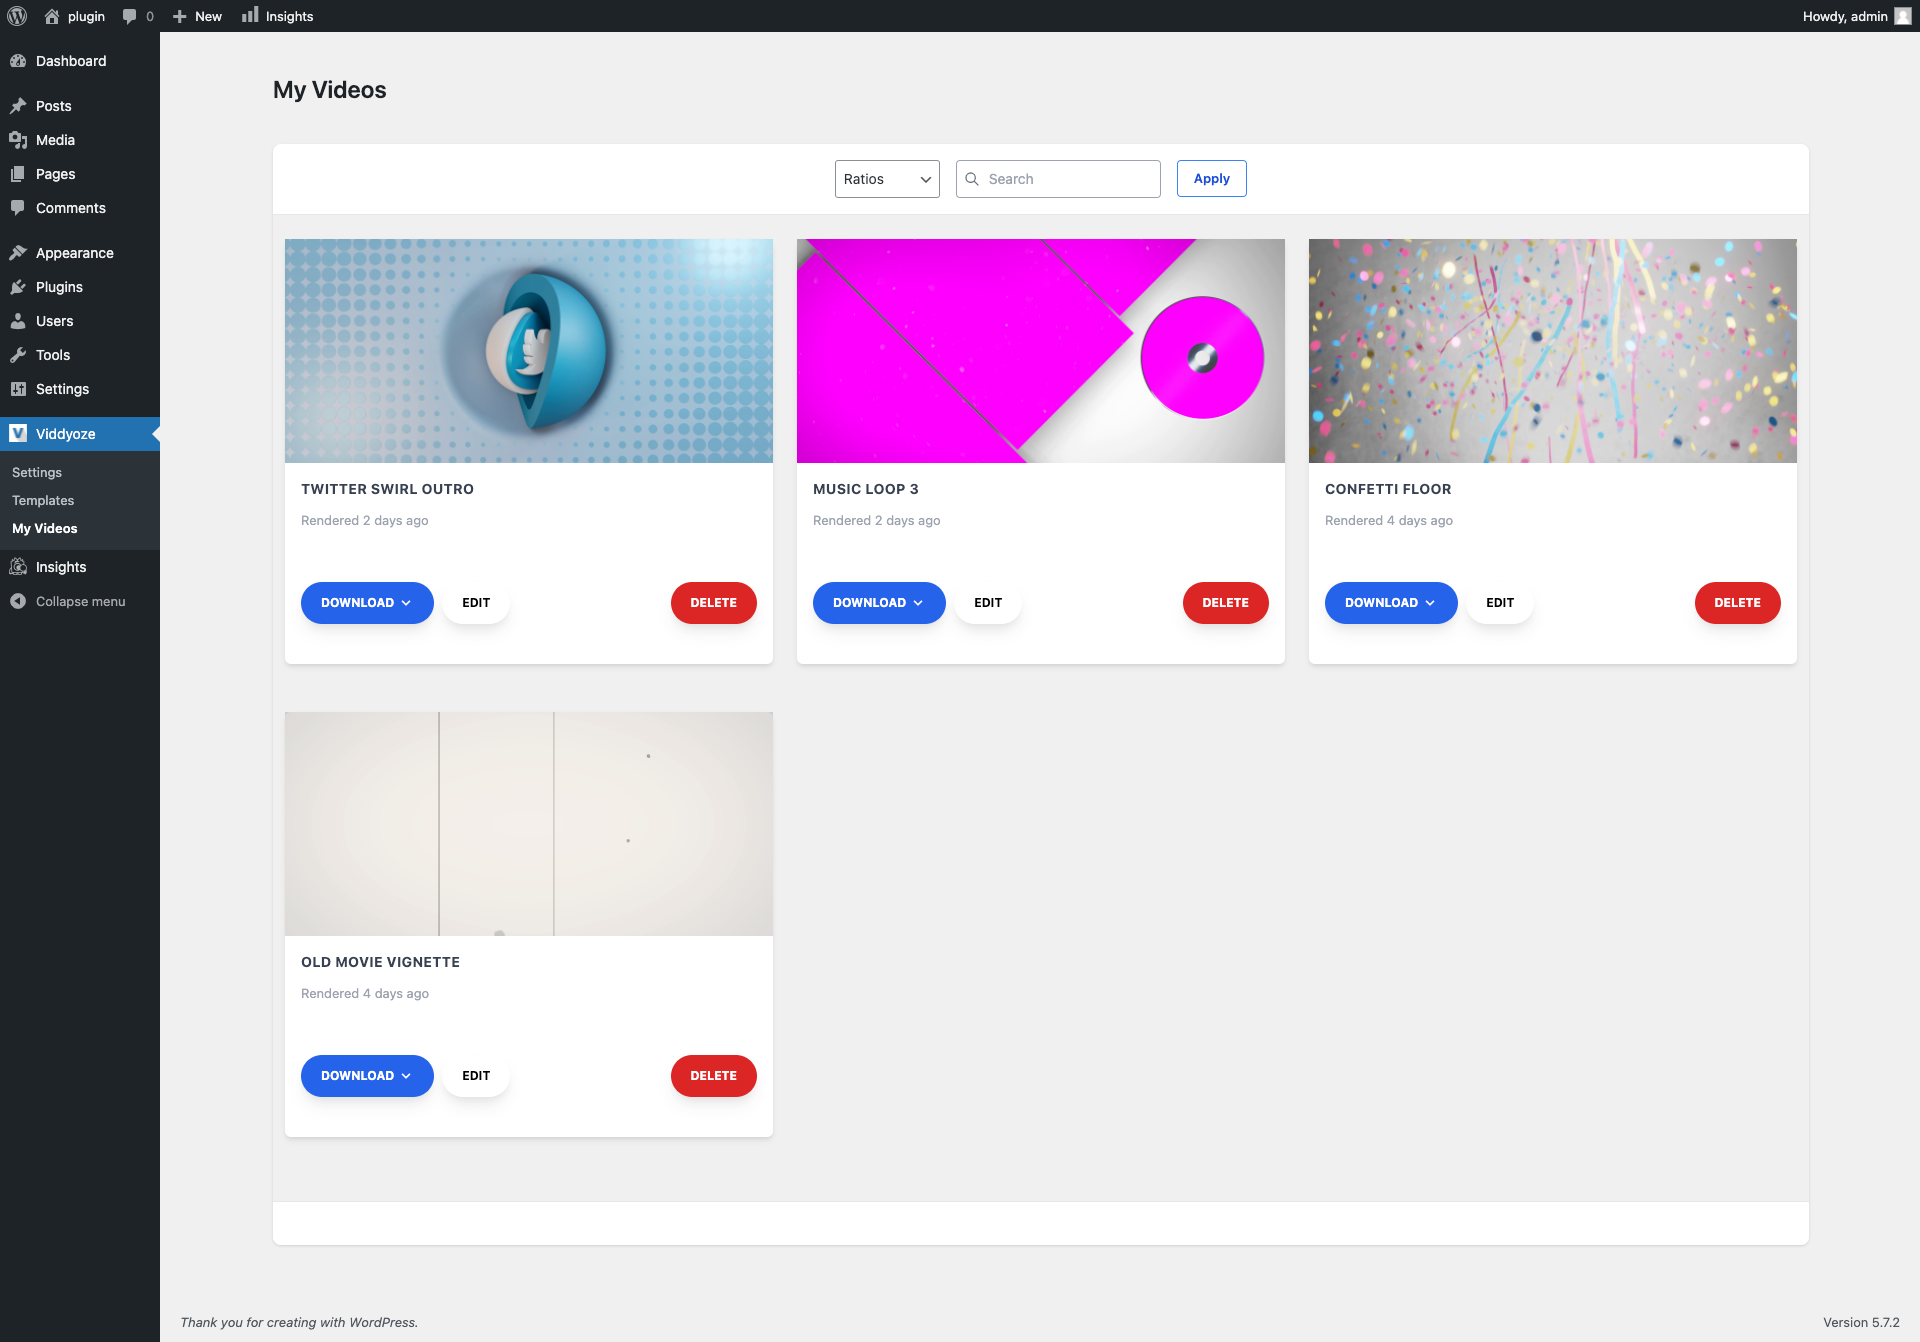 plugin
0
New
Insights
Howdy, admin
Dashboard
Posts
Media
Pages
Comments
Appearance
Plugins
Users
Tools
Settings
Viddyoze
Settings
Templates
My Videos
Insights
Collapse menu
My Videos
Ratios
Search
Apply
TWITTER SWIRL OUTRO
Rendered 2 days ago
DOWNLOAD
EDIT
DELETE
MUSIC LOOP 3
Rendered 2 days ago
DOWNLOAD
EDIT
DELETE
CONFETTI FLOOR
Rendered 4 days ago
DOWNLOAD
EDIT
DELETE
OLD MOVIE VIGNETTE
Rendered 4 days ago
DOWNLOAD
EDIT
DELETE
Thank you for creating with WordPress.
Version 5.7.2